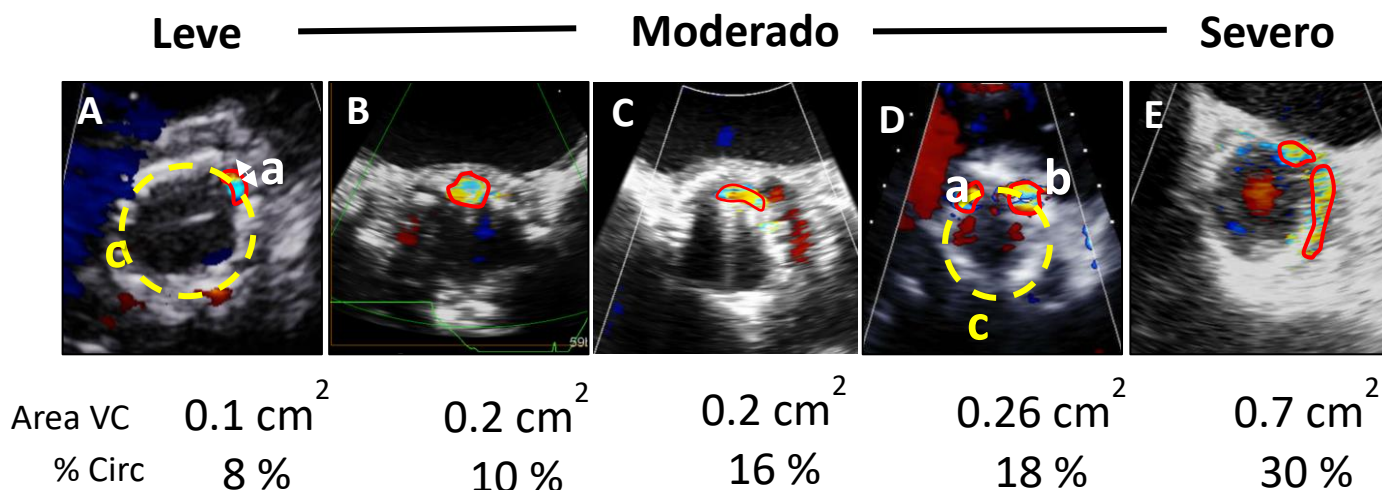 Leve Moderado Severo
A B C D E
a a b
c c
59
Area VC 0.1 cm² 0.2 cm² 0.2 cm² 0.26 cm² 0.7 cm²
% Circ 8 % 10 % 16 % 18 % 30 %